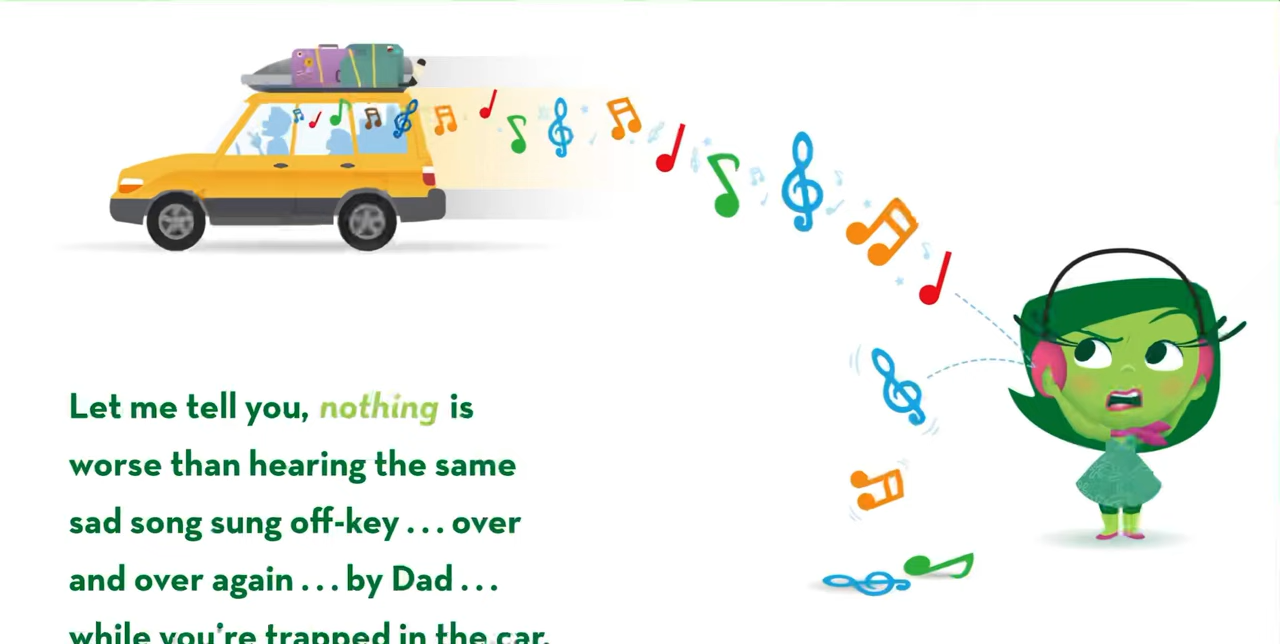 Let me tell you, nothing is
worse than hearing the same
sad song sung off-key . . . over
and over again . . . by Dad . . .
while you're trapped in the car.